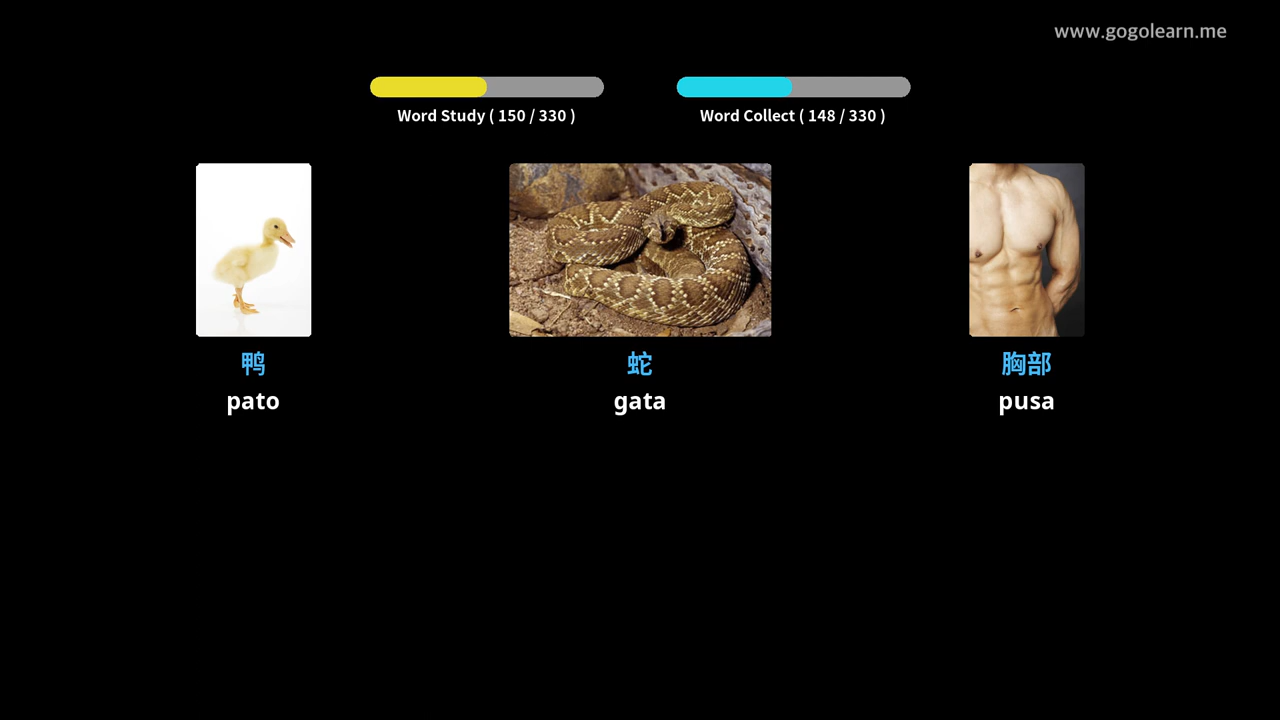 www.gogolearn.me
Word Study ( 150 / 330 )
Word Collect ( 148 / 330 )
鸭
pato
蛇
gata
胸部
pusa